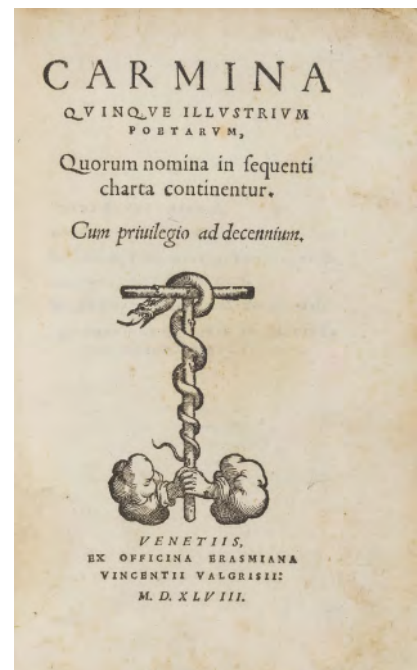 CARMINA
QVINQVE ILLVSTRIVM
POETARVM,
Quorum nomina in ſequenti
charta continentur.
Cum priuilegio ad decennium.
VENETIIS,
EX OFFICINA ERASMIANA
VINCENTII VALGRISII:
M. D. XLVIII.